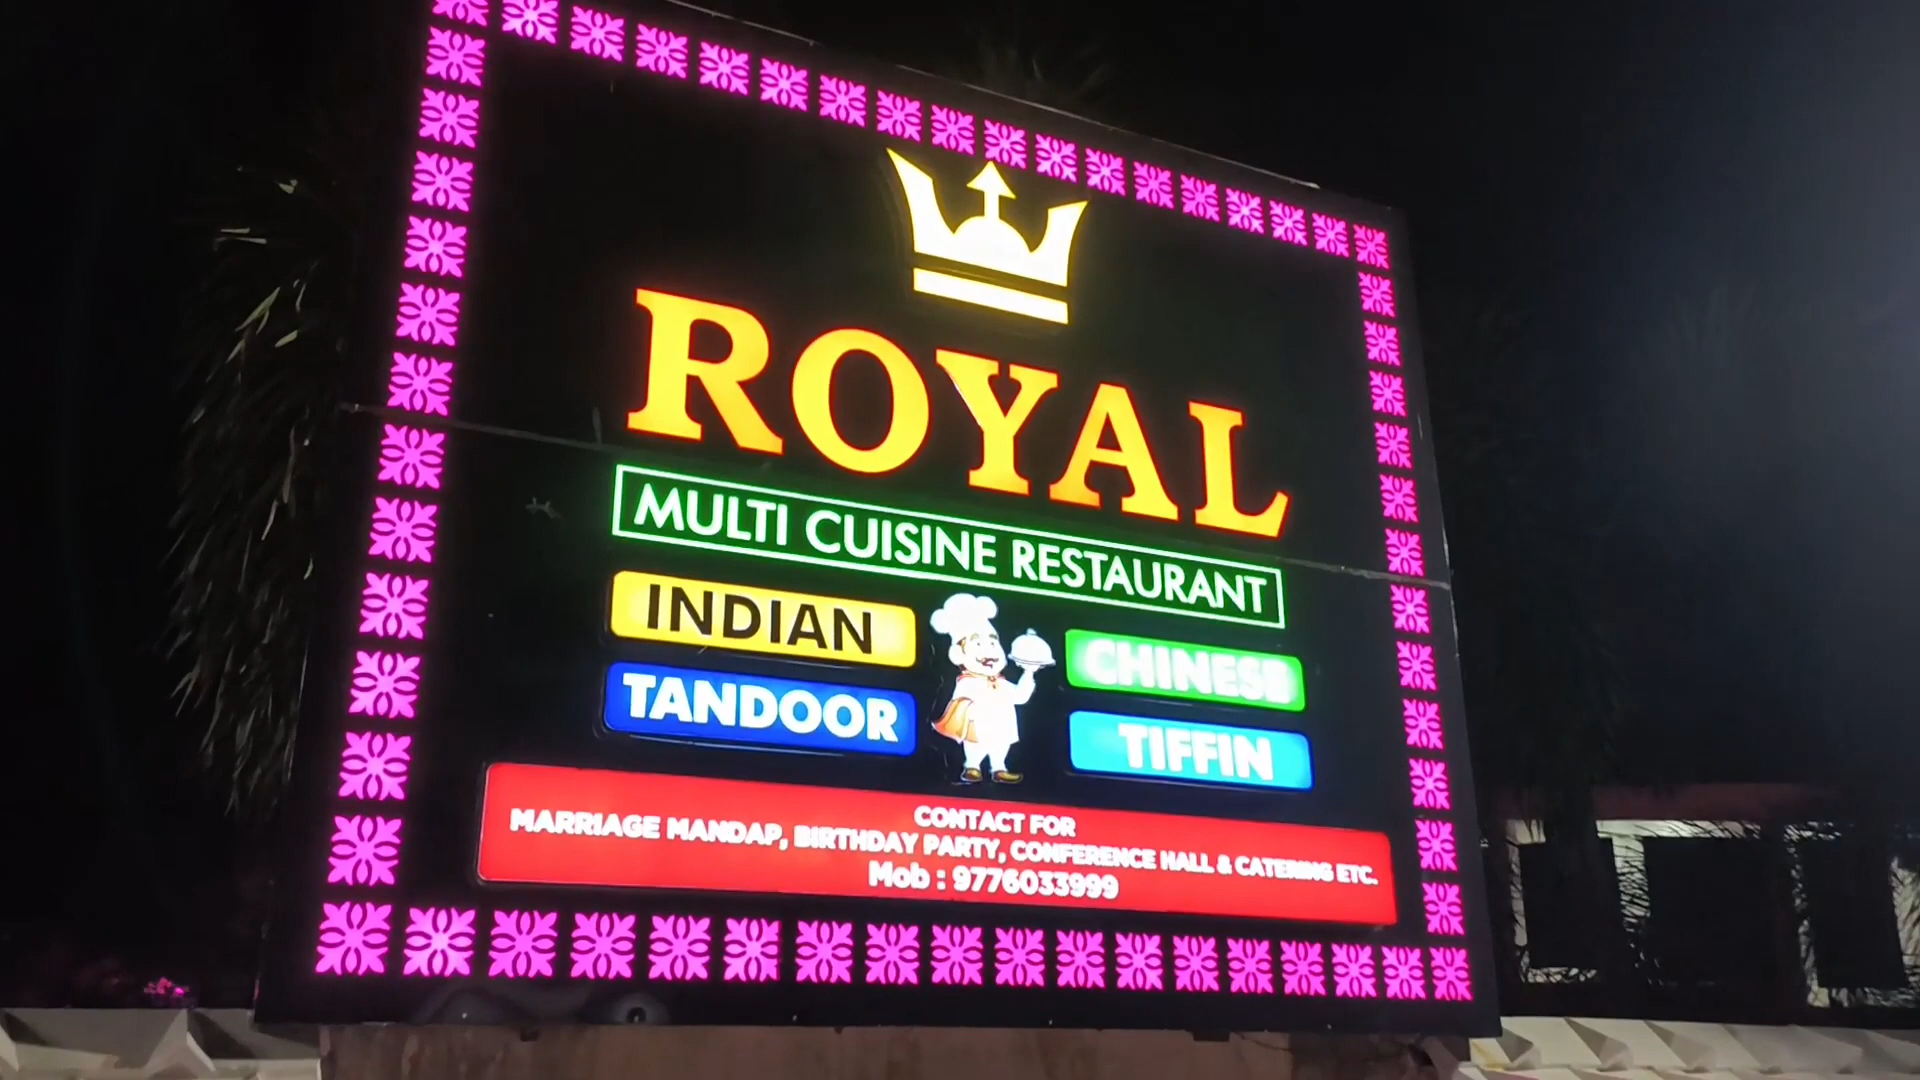 ROYAL
MULTI CUISINE RESTAURANT
INDIAN
CHINESE
TANDOOR
TIFFIN
CONTACT FOR
MARRIAGE MANDAP, BIRTHDAY PARTY, CONFERENCE HALL & CATERING ETC.
Mob : 9776033999